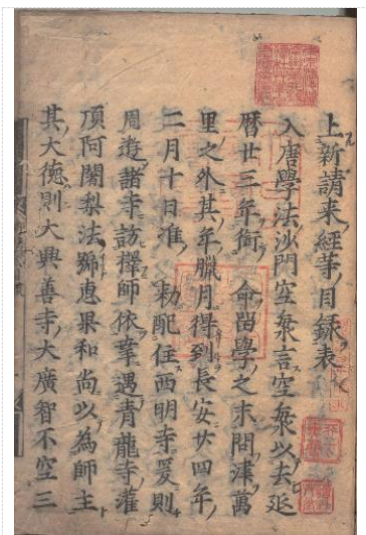 上新請来經等目録表
入唐學法沙門空海言空海以去延
暦廿三年銜命留學之末問津萬
里之外其年臘月得到長安廿四年
二月十日准勅配住西明寺爰則
周遊諸寺訪擇師依幸遇青龍寺灌
頂阿闍梨法號惠果和尚以為師主
其大德則大興善寺大廣智不空三